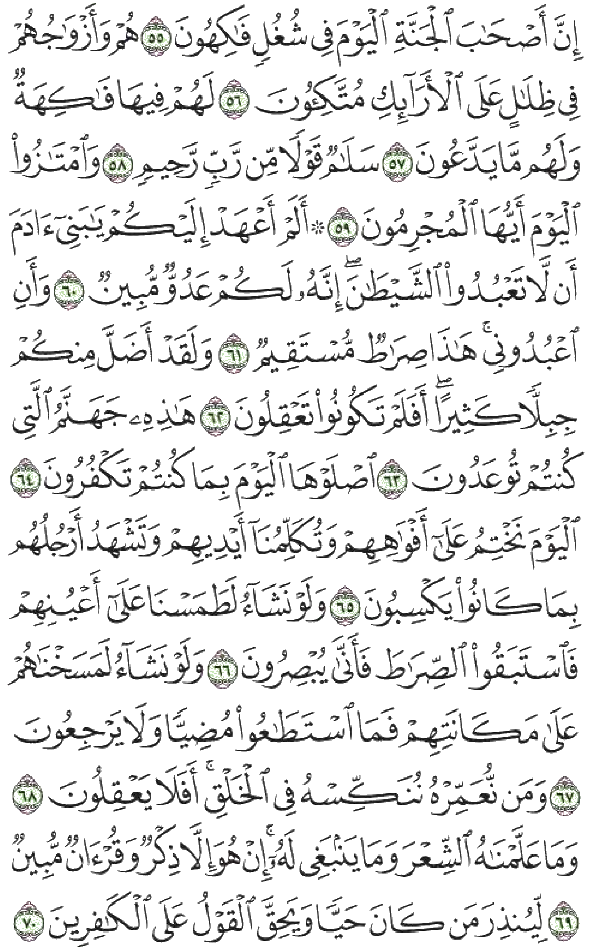 إِنَّ أَصْحَٰبَ ٱلْجَنَّةِ ٱلْيَوْمَ فِى شُغُلٍ فَٰكِهُونَ ٥٥ هُمْ وَأَزْوَٰجُهُمْ
فِى ظِلَٰلٍ عَلَى ٱلْأَرَآئِكِ مُتَّكِـُٔونَ ٥٦ لَهُمْ فِيهَا فَٰكِهَةٌ
وَلَهُم مَّا يَدَّعُونَ ٥٧ سَلَٰمٌ قَوْلًا مِّن رَّبٍّ رَّحِيمٍ ٥٨ وَٱمْتَٰزُوا۟
ٱلْيَوْمَ أَيُّهَا ٱلْمُجْرِمُونَ ٥٩ ۞ أَلَمْ أَعْهَدْ إِلَيْكُمْ يَٰبَنِىٓ ءَادَمَ
أَن لَّا تَعْبُدُوا۟ ٱلشَّيْطَٰنَ ۖ إِنَّهُۥ لَكُمْ عَدُوٌّ مُّبِينٌ ٦٠ وَأَنِ
ٱعْبُدُونِى ۚ هَٰذَا صِرَٰطٌ مُّسْتَقِيمٌ ٦١ وَلَقَدْ أَضَلَّ مِنكُمْ
جِبِلًّا كَثِيرًا ۖ أَفَلَمْ تَكُونُوا۟ تَعْقِلُونَ ٦٢ هَٰذِهِۦ جَهَنَّمُ ٱلَّتِى
كُنتُمْ تُوعَدُونَ ٦٣ ٱصْلَوْهَا ٱلْيَوْمَ بِمَا كُنتُمْ تَكْفُرُونَ ٦٤
ٱلْيَوْمَ نَخْتِمُ عَلَىٰٓ أَفْوَٰهِهِمْ وَتُكَلِّمُنَآ أَيْدِيهِمْ وَتَشْهَدُ أَرْجُلُهُم
بِمَا كَانُوا۟ يَكْسِبُونَ ٦٥ وَلَوْ نَشَآءُ لَطَمَسْنَا عَلَىٰٓ أَعْيُنِهِمْ
فَٱسْتَبَقُوا۟ ٱلصِّرَٰطَ فَأَنَّىٰ يُبْصِرُونَ ٦٦ وَلَوْ نَشَآءُ لَمَسَخْنَٰهُمْ
عَلَىٰ مَكَانَتِهِمْ فَمَا ٱسْتَطَٰعُوا۟ مُضِيًّا وَلَا يَرْجِعُونَ
٦٧ وَمَن نُّعَمِّرْهُ نُنَكِّسْهُ فِى ٱلْخَلْقِ ۖ أَفَلَا يَعْقِلُونَ ٦٨
وَمَا عَلَّمْنَٰهُ ٱلشِّعْرَ وَمَا يَنۢبَغِى لَهُۥٓ ۚ إِنْ هُوَ إِلَّا ذِكْرٌ وَقُرْءَانٌ مُّبِينٌ
٦٩ لِّيُنذِرَ مَن كَانَ حَيًّا وَيَحِقَّ ٱلْقَوْلُ عَلَى ٱلْكَٰفِرِينَ ٧٠